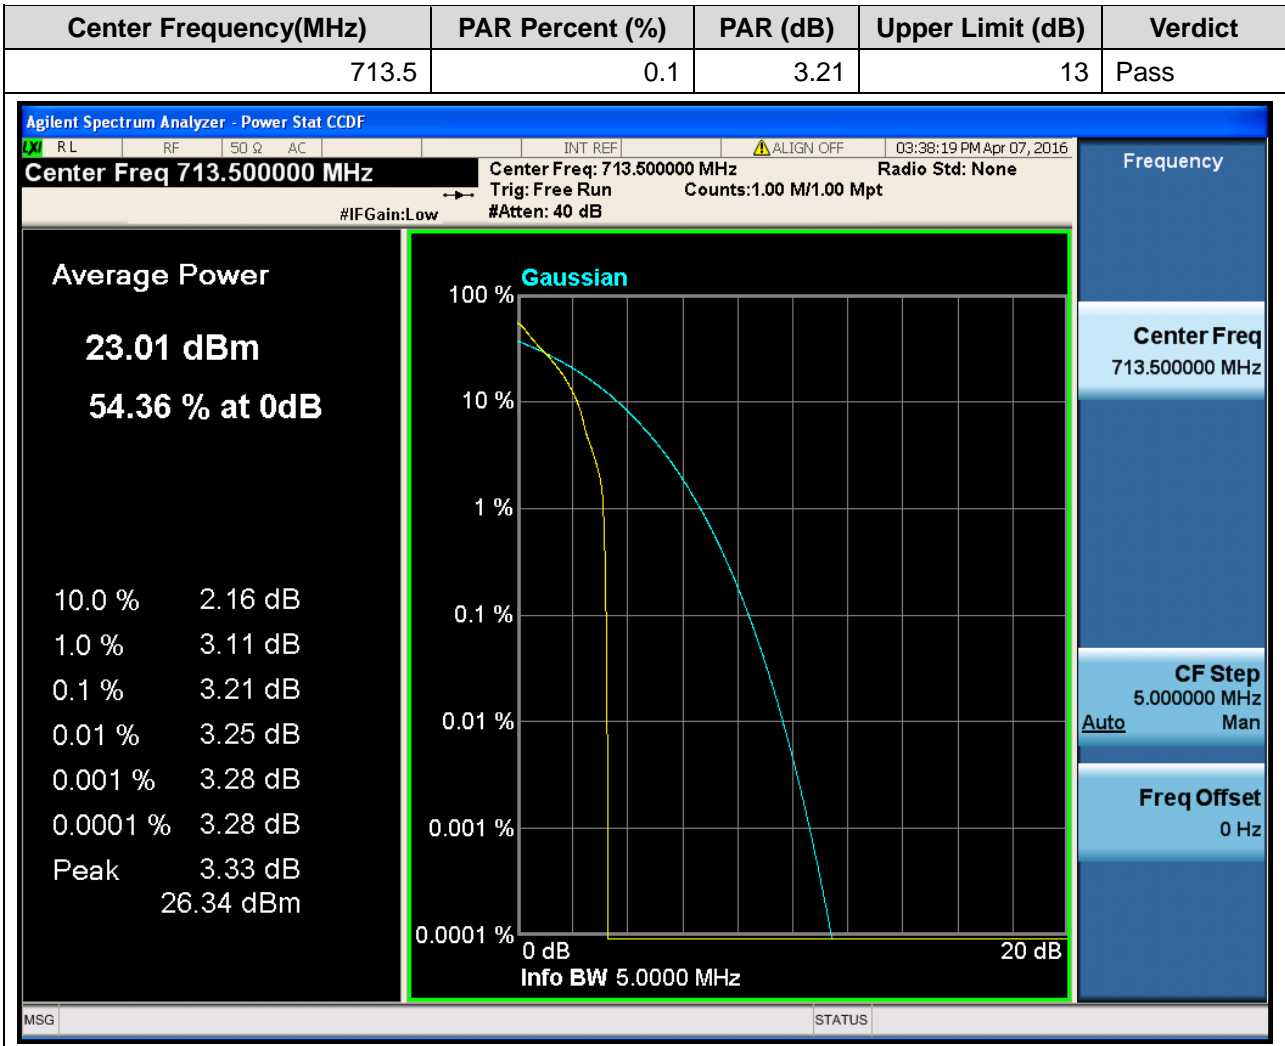 Center Frequency(MHz) PAR Percent (%) PAR (dB) Upper Limit (dB) Verdict
713.5 0.1 3.21 13 Pass
Agilent Spectrum Analyzer - Power Stat CCDF
LXI RL RF 50 Ω AC INT REF ALIGN OFF 03:38:19 PM Apr 07, 2016
Center Freq 713.500000 MHz
Center Freq: 713.500000 MHz Radio Std: None
Trig: Free Run Counts:1.00 M/1.00 Mpt
#IFGain:Low #Atten: 40 dB
Average Power
23.01 dBm
54.36 % at 0dB
10.0 % 2.16 dB
1.0 % 3.11 dB
0.1 % 3.21 dB
0.01 % 3.25 dB
0.001 % 3.28 dB
0.0001 % 3.28 dB
Peak 3.33 dB
26.34 dBm
Gaussian
100 %
10 %
1 %
0.1 %
0.01 %
0.001 %
0.0001 %
0 dB 20 dB
Info BW 5.0000 MHz
Frequency
Center Freq
713.500000 MHz
CF Step
5.000000 MHz
Auto Man
Freq Offset
0 Hz
MSG STATUS